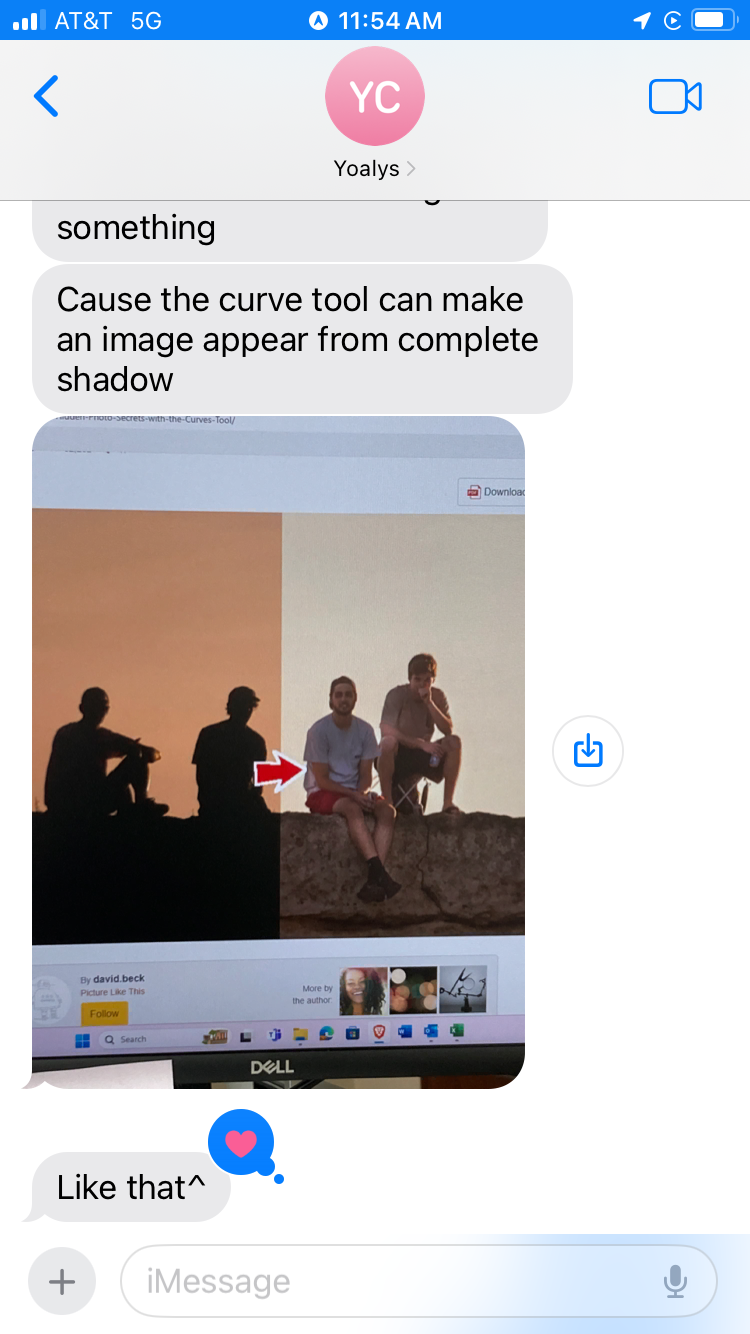 AT&T 5G 11:54 AM
YC
Yoalys
something
Cause the curve tool can make
an image appear from complete
shadow
-Photo-Secrets-with-the-Curves-Tool/
Download
By david.beck
Picture Like This
Follow
More by
the author:
Search
DELL
Like that^
iMessage